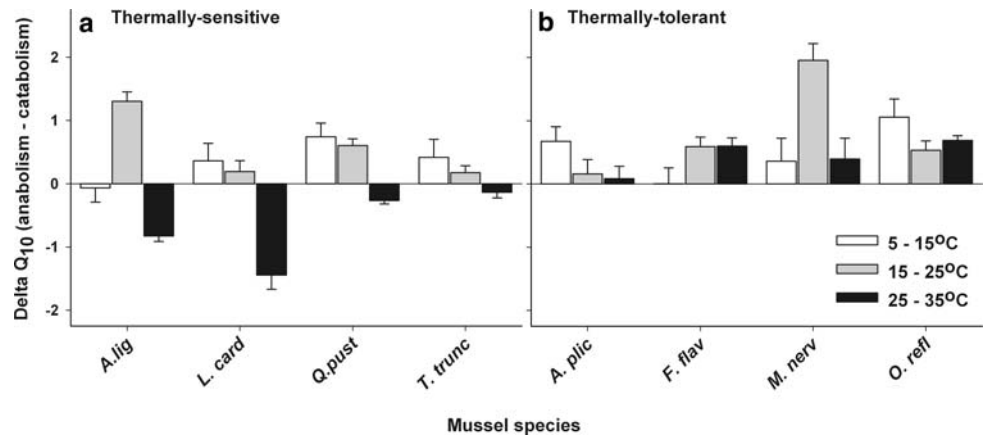 a Thermally-sensitive
b Thermally-tolerant
Delta Q10 (anabolism - catabolism)
2
1
0
-1
-2
5 - 15°C
15 - 25°C
25 - 35°C
A.lig
L. card
Q.pust
T. trunc
A. plic
F. flav
M. nerv
O. refl
Mussel species